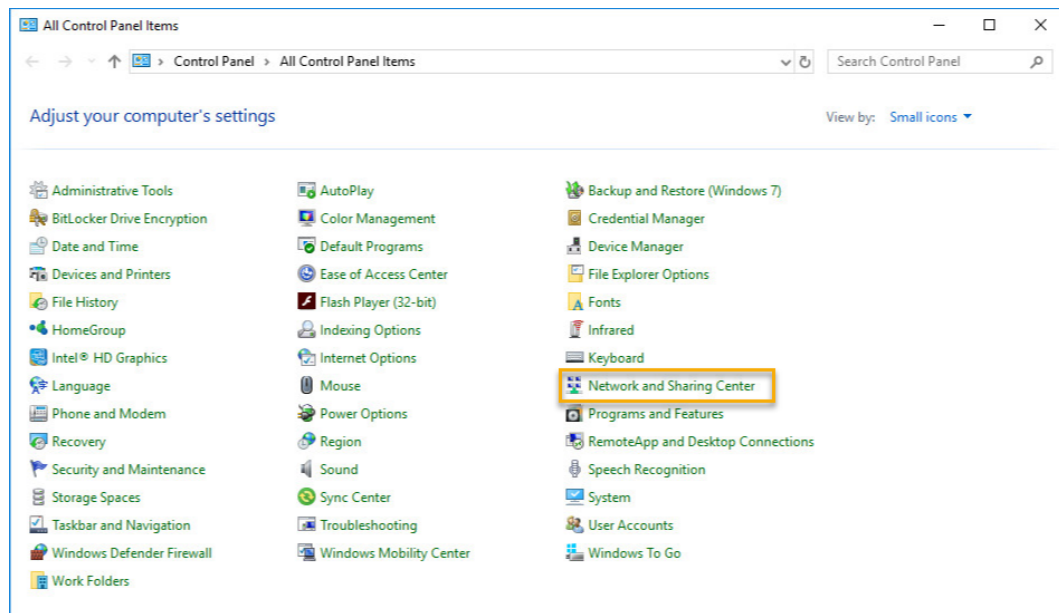 All Control Panel Items
Control Panel > All Control Panel Items
Search Control Panel
Adjust your computer's settings
View by: Small icons
Administrative Tools
AutoPlay
Backup and Restore (Windows 7)
BitLocker Drive Encryption
Color Management
Credential Manager
Date and Time
Default Programs
Device Manager
Devices and Printers
Ease of Access Center
File Explorer Options
File History
Flash Player (32-bit)
Fonts
HomeGroup
Indexing Options
Infrared
Intel® HD Graphics
Internet Options
Keyboard
Language
Mouse
Network and Sharing Center
Phone and Modem
Power Options
Programs and Features
Recovery
Region
RemoteApp and Desktop Connections
Security and Maintenance
Sound
Speech Recognition
Storage Spaces
Sync Center
System
Taskbar and Navigation
Troubleshooting
User Accounts
Windows Defender Firewall
Windows Mobility Center
Windows To Go
Work Folders